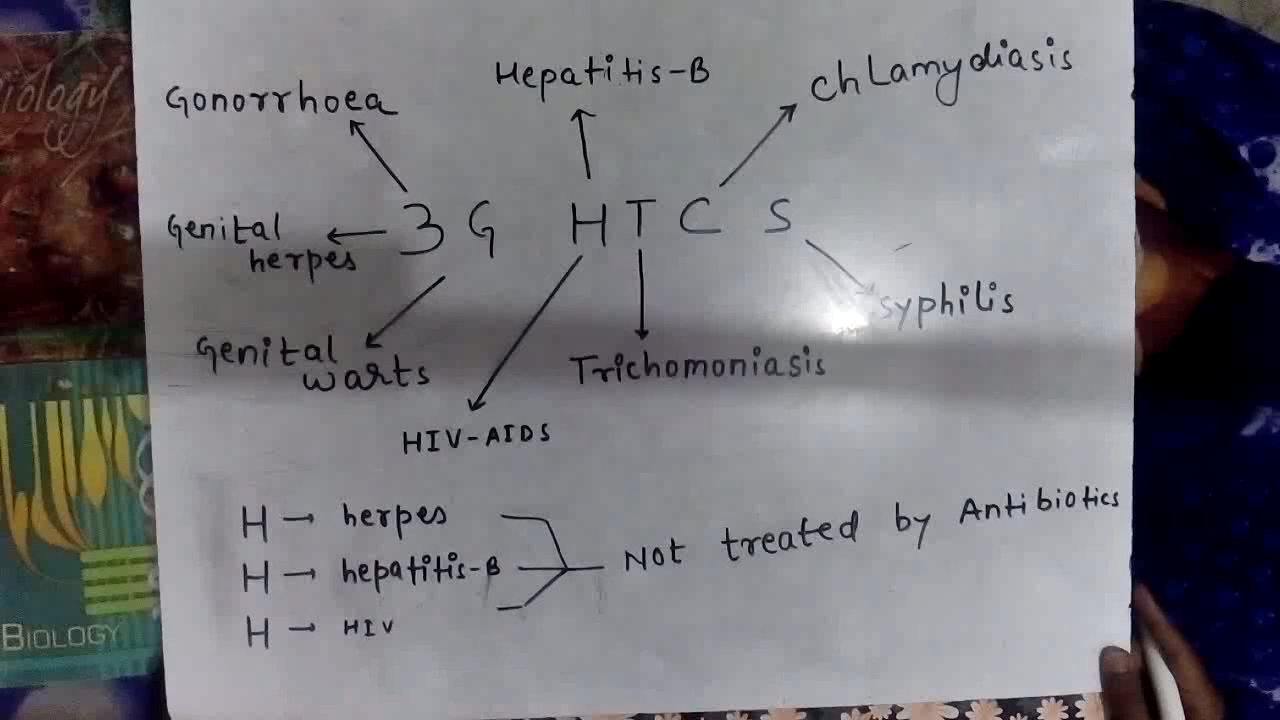 Biology
Hepatitis-B
chLamydiasis
Gonorrhoea
3 G H T C S
Genital
herpes
syphilis
Genital
warts
Trichomoniasis
HIV-AIDS
H → herpes
H → hepatitis-B
H → HIV
Not treated by Antibiotics
BIOLOGY